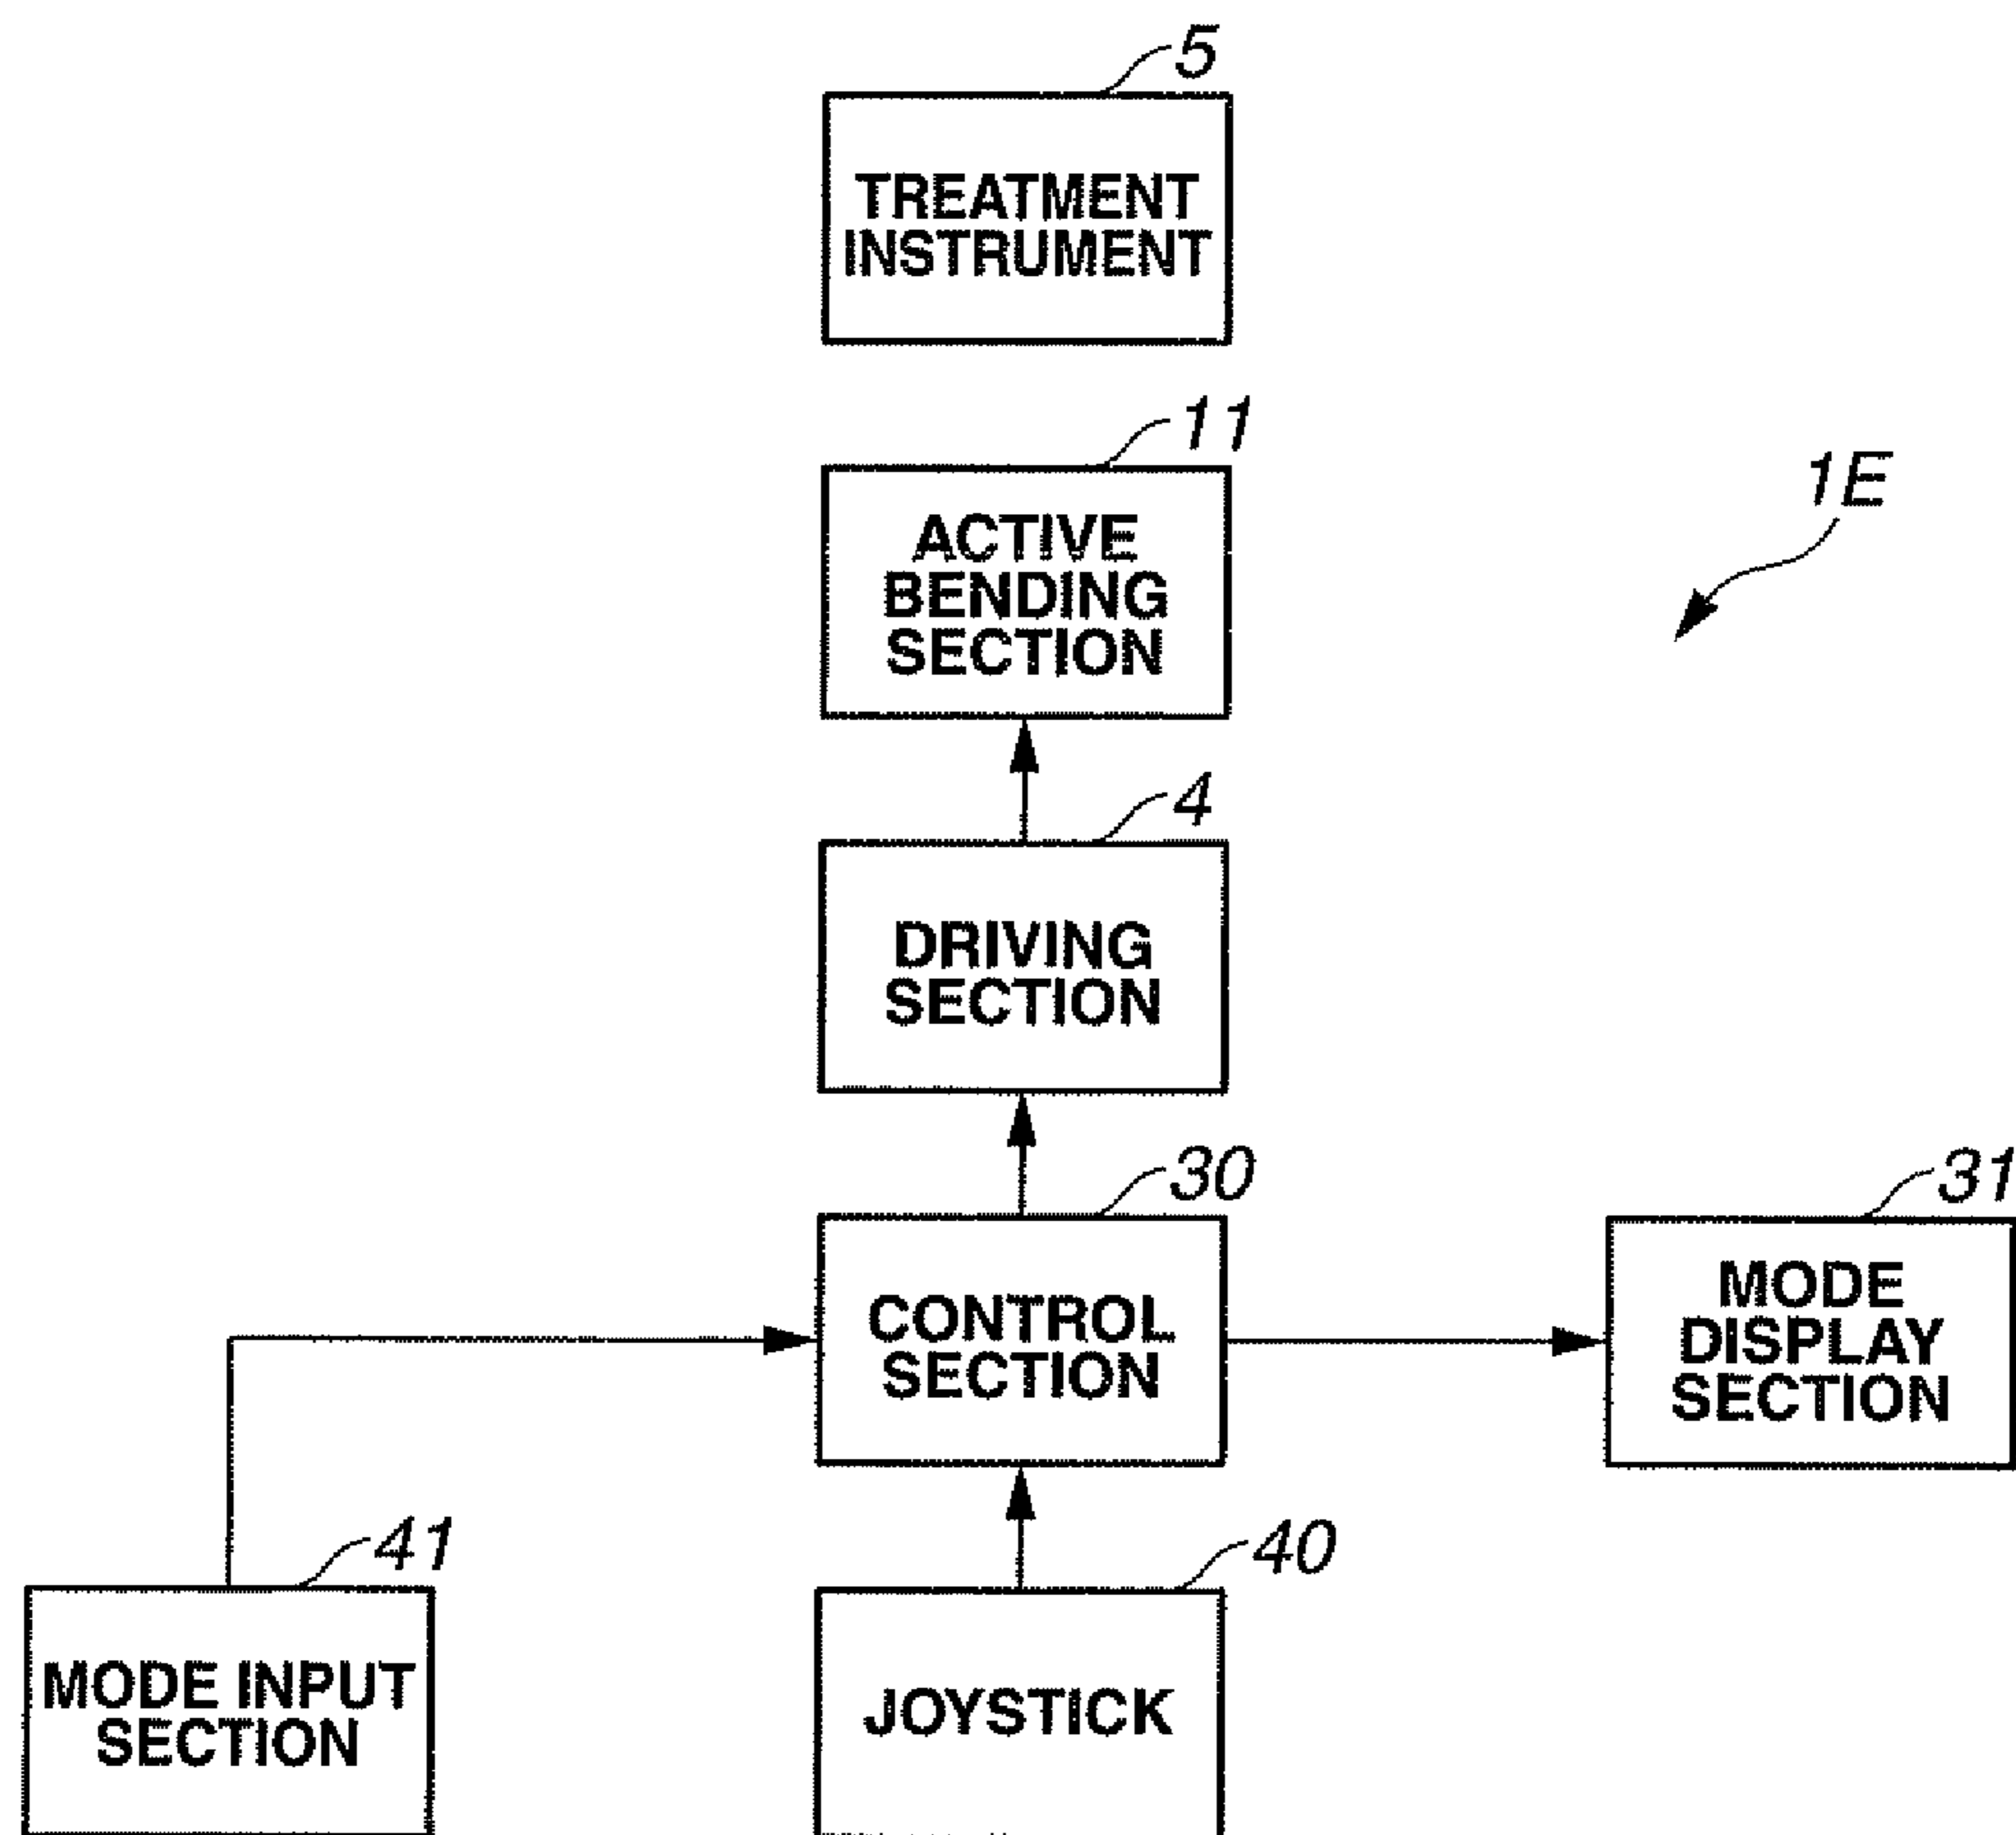 5
TREATMENT
INSTRUMENT
11
ACTIVE
BENDING
SECTION
1E
4
DRIVING
SECTION
30
CONTROL
SECTION
31
MODE
DISPLAY
SECTION
41
MODE INPUT
SECTION
40
JOYSTICK